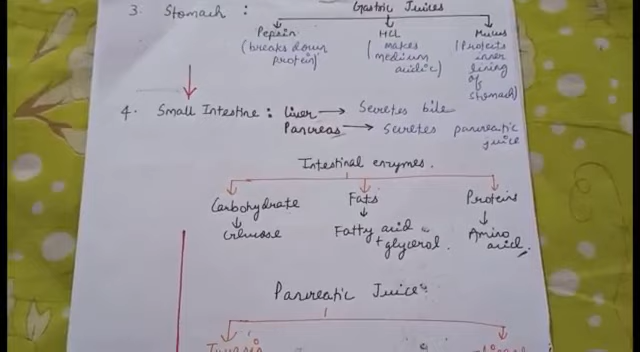 3. Stomach : Gastric Juices
Pepsin HCL Mucus
(breaks down (makes (Protects
protein) medium inner
acidic) lining
of
stomach)
4. Small Intestine : Liver → Secretes bile
Pancreas → Secretes pancreatic
juice
Intestinal enzymes.
Carbohydrate Fats Proteins
↓ ↓ ↓
Glucose Fatty acid + glycerol. Amino acid.
Pancreatic Juice